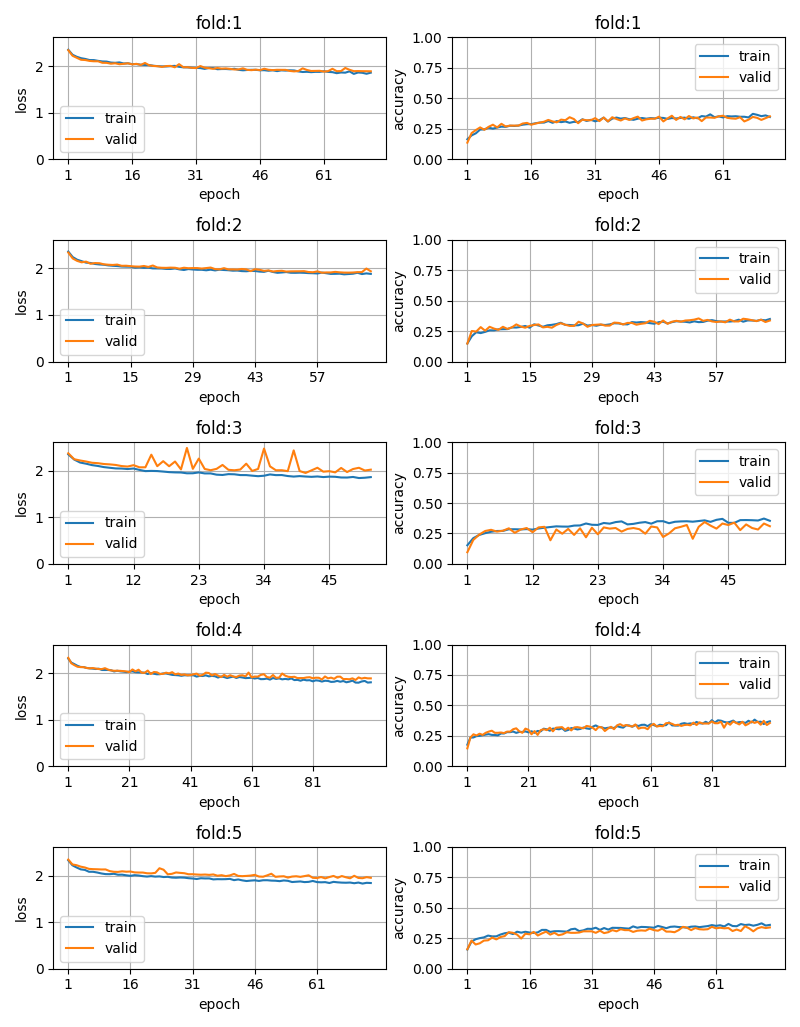 fold:1
loss
2
1
0
train
valid
1 16 31 46 61
epoch
fold:1
accuracy
1.00
0.75
0.50
0.25
0.00
train
valid
1 16 31 46 61
epoch
fold:2
loss
2
1
0
train
valid
1 15 29 43 57
epoch
fold:2
accuracy
1.00
0.75
0.50
0.25
0.00
train
valid
1 15 29 43 57
epoch
fold:3
loss
2
1
0
train
valid
1 12 23 34 45
epoch
fold:3
accuracy
1.00
0.75
0.50
0.25
0.00
train
valid
1 12 23 34 45
epoch
fold:4
loss
2
1
0
train
valid
1 21 41 61 81
epoch
fold:4
accuracy
1.00
0.75
0.50
0.25
0.00
train
valid
1 21 41 61 81
epoch
fold:5
loss
2
1
0
train
valid
1 16 31 46 61
epoch
fold:5
accuracy
1.00
0.75
0.50
0.25
0.00
train
valid
1 16 31 46 61
epoch